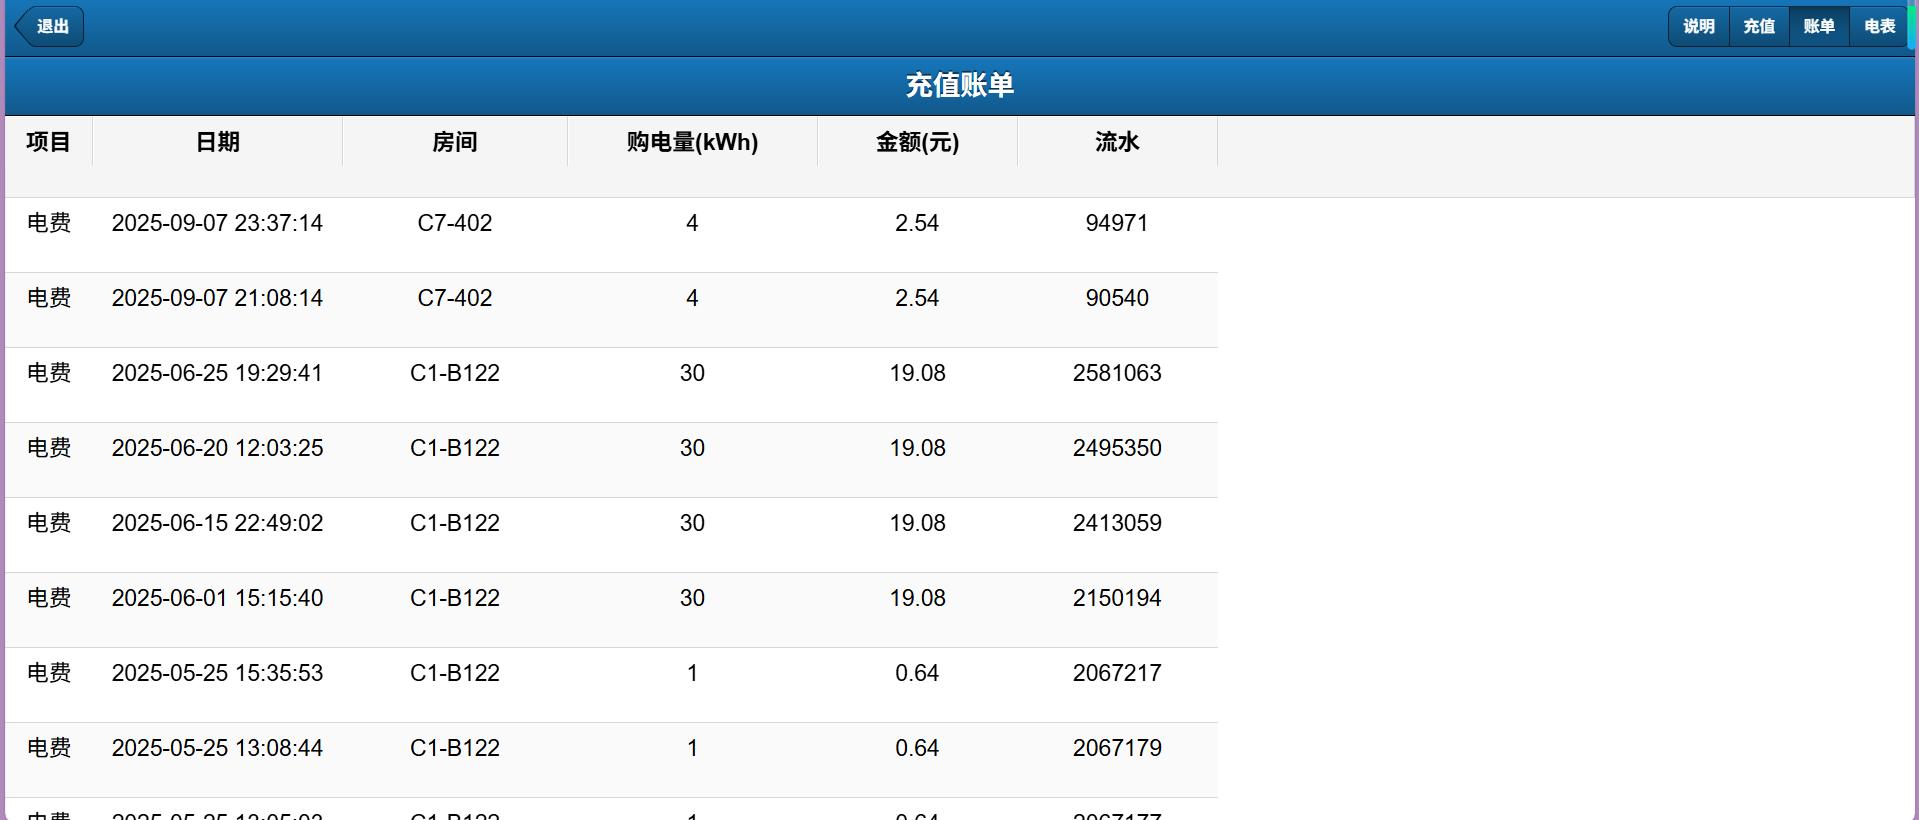 退出 说明 充值 账单 电表
充值账单
项目 日期 房间 购电量(kWh) 金额(元) 流水
电费 2025-09-07 23:37:14 C7-402 4 2.54 94971
电费 2025-09-07 21:08:14 C7-402 4 2.54 90540
电费 2025-06-25 19:29:41 C1-B122 30 19.08 2581063
电费 2025-06-20 12:03:25 C1-B122 30 19.08 2495350
电费 2025-06-15 22:49:02 C1-B122 30 19.08 2413059
电费 2025-06-01 15:15:40 C1-B122 30 19.08 2150194
电费 2025-05-25 15:35:53 C1-B122 1 0.64 2067217
电费 2025-05-25 13:08:44 C1-B122 1 0.64 2067179